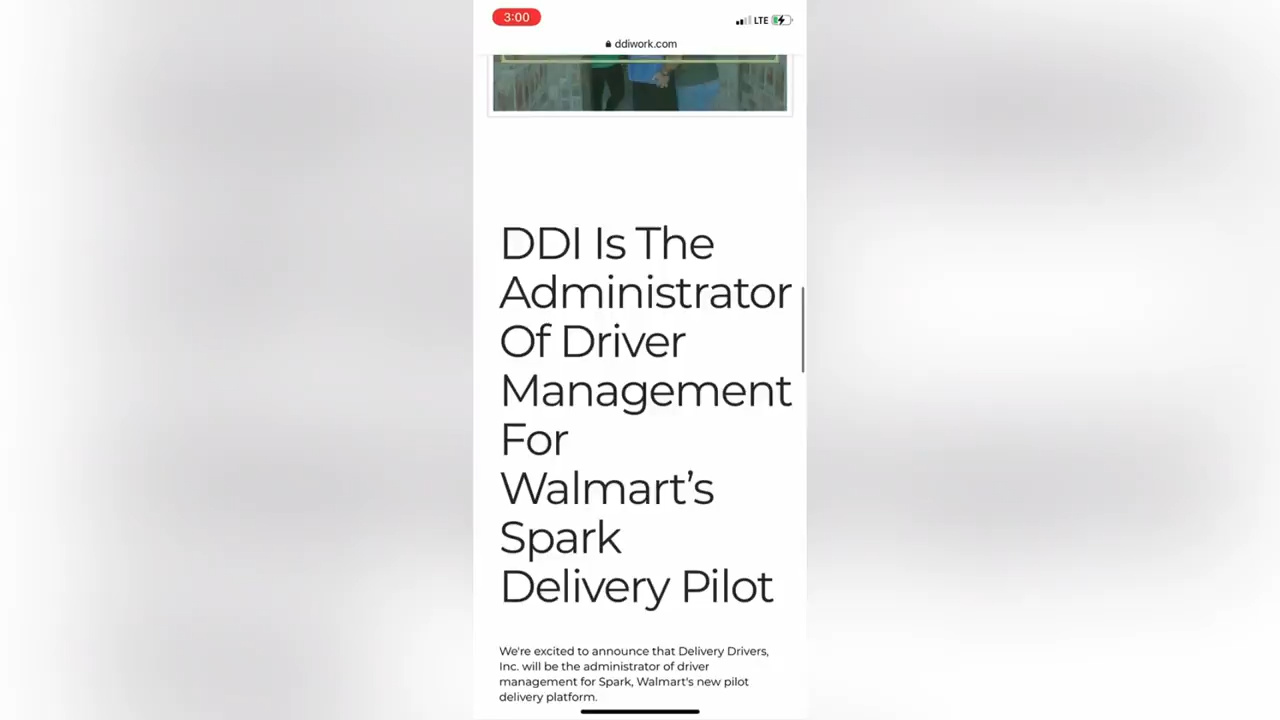 3:00
LTE
ddiwork.com
DDI Is The
Administrator
Of Driver
Management
For
Walmart’s
Spark
Delivery Pilot
We're excited to announce that Delivery Drivers,
Inc. will be the administrator of driver
management for Spark, Walmart's new pilot
delivery platform.